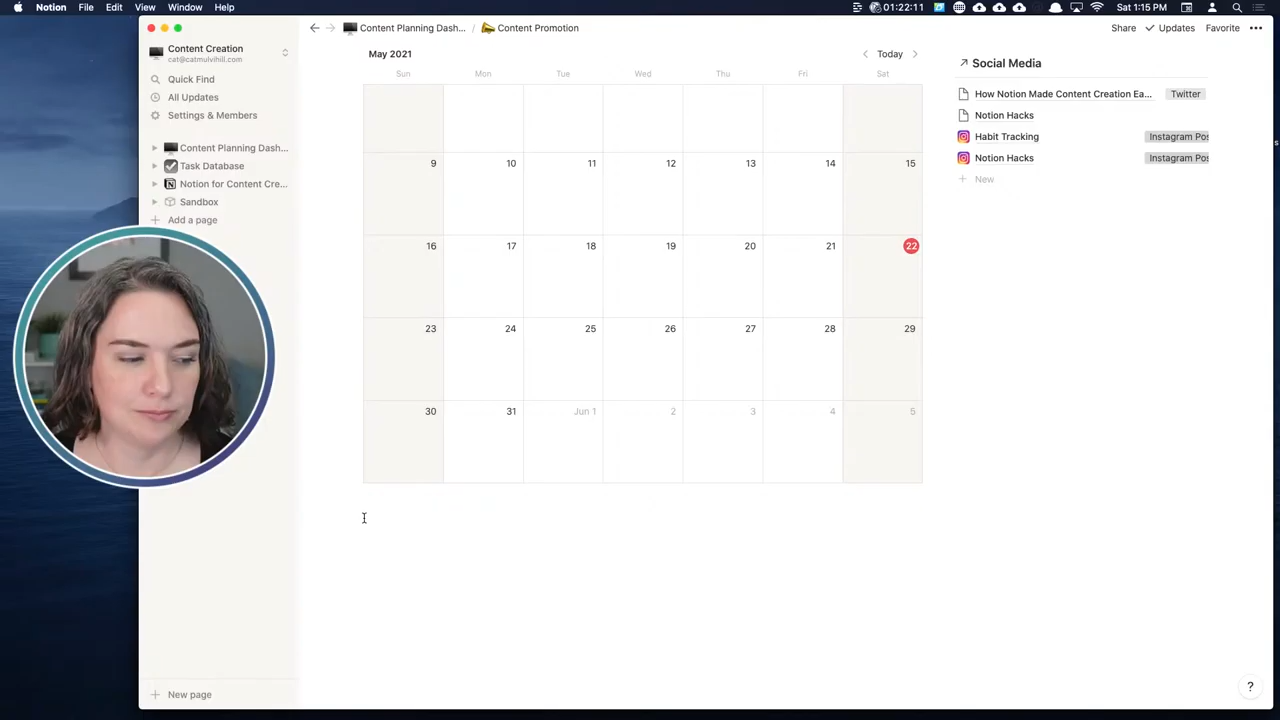 Notion File Edit View Window Help
01:22:11 Sat 1:15 PM
Content Creation
cat@catmulvihill.com
Quick Find
All Updates
Settings & Members
Content Planning Dash...
Task Database
Notion for Content Cre...
Sandbox
Add a page
New page
Content Planning Dash... / Content Promotion
Share Updates Favorite
May 2021
Today
Sun Mon Tue Wed Thu Fri Sat
9 10 11 12 13 14 15
16 17 18 19 20 21 22
23 24 25 26 27 28 29
30 31 Jun 1 2 3 4 5
Social Media
How Notion Made Content Creation Ea... Twitter
Notion Hacks
Habit Tracking Instagram Pos
Notion Hacks Instagram Pos
New
?